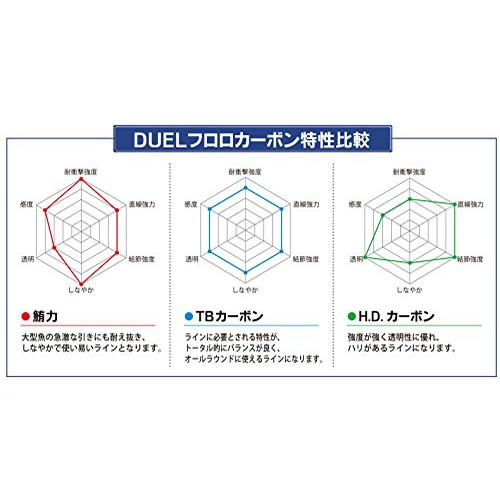 DUELフロロカーボン特性比較
耐衝撃強度
感度
直線強力
透明
結節強度
しなやか
耐衝撃強度
感度
直線強力
透明
結節強度
しなやか
耐衝撃強度
感度
直線強力
透明
結節強度
しなやか
鮪力
大型魚の急激な引きにも耐え抜き、
しなやかで使い易いラインとなります。
TBカーボン
ラインに必要とされる特性が、
トータル的にバランスが良く、
オールラウンドに使えるラインになります。
H.D.カーボン
強度が強く透明性に優れ、
ハリがあるラインになります。